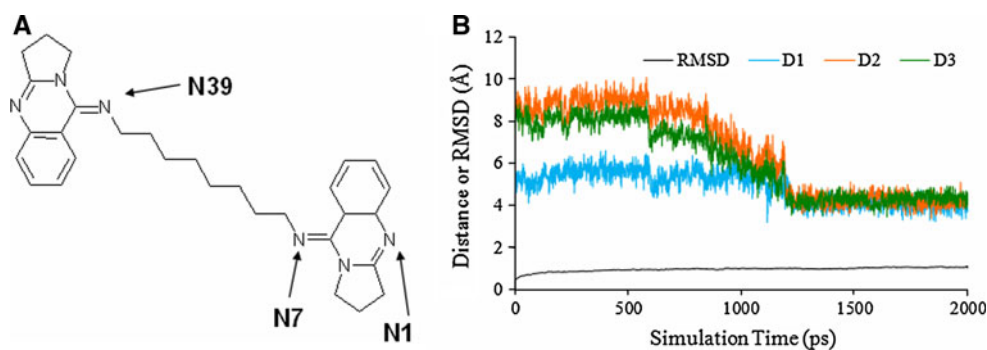 A
N
N
N
N39
N
N
N
N7
N1
B
Distance or RMSD (Å)
12
10
8
6
4
2
0
RMSD D1 D2 D3
0 500 1000 1500 2000
Simulation Time (ps)